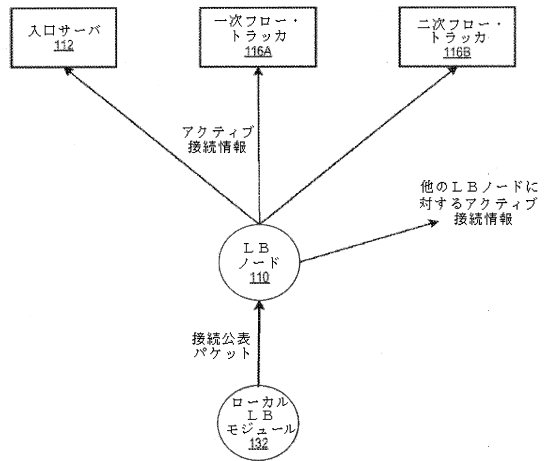 入口サーバ
112
一次フロー・
トラッカ
116A
二次フロー・
トラッカ
116B
アクティブ
接続情報
他のＬＢノードに
対するアクティブ
接続情報
ＬＢ
ノード
110
接続公表
パケット
ローカル
ＬＢ
モジュール
132